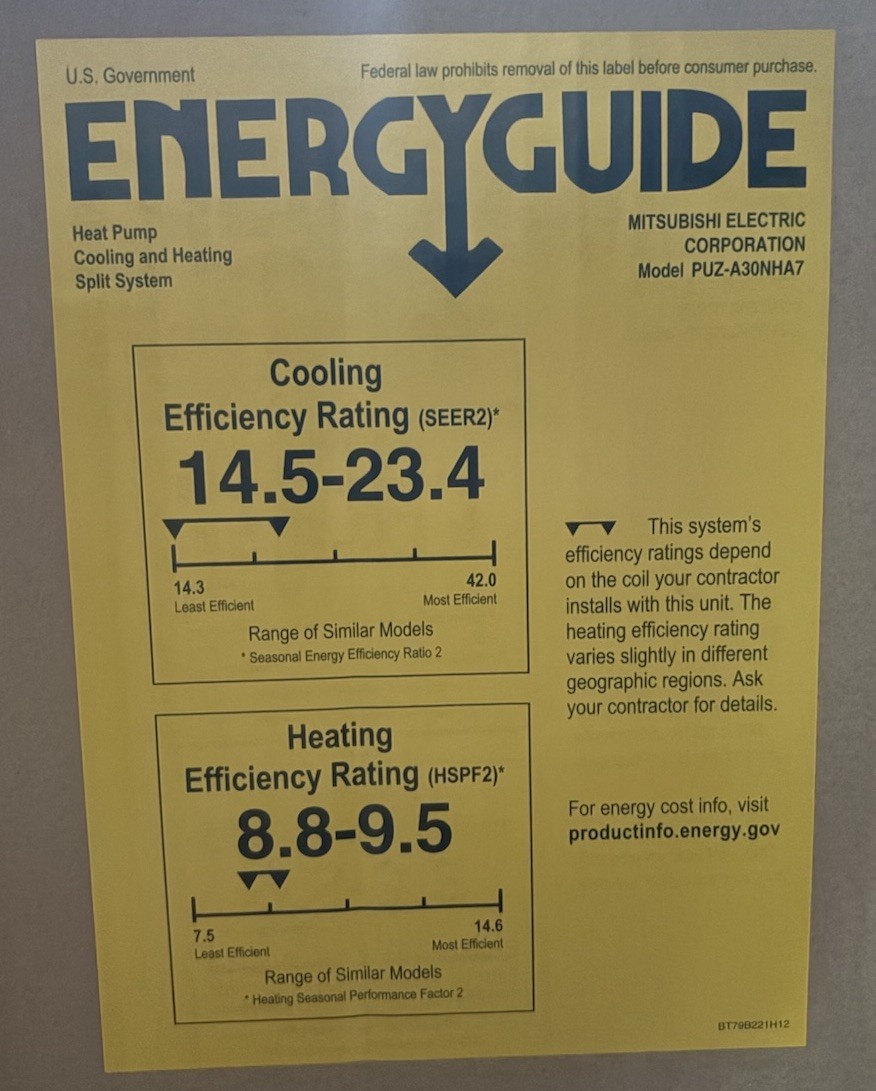 U.S. Government
Federal law prohibits removal of this label before consumer purchase.
ENERGYGUIDE
Heat Pump
Cooling and Heating
Split System
MITSUBISHI ELECTRIC
CORPORATION
Model PUZ-A30NHA7
Cooling
Efficiency Rating (SEER2)*
14.5-23.4
14.3
42.0
Least Efficient
Most Efficient
Range of Similar Models
* Seasonal Energy Efficiency Ratio 2
This system's
efficiency ratings depend
on the coil your contractor
installs with this unit. The
heating efficiency rating
varies slightly in different
geographic regions. Ask
your contractor for details.
Heating
Efficiency Rating (HSPF2)*
8.8-9.5
7.5
14.6
Least Efficient
Most Efficient
Range of Similar Models
* Heating Seasonal Performance Factor 2
For energy cost info, visit
productinfo.energy.gov
BT79B221H12